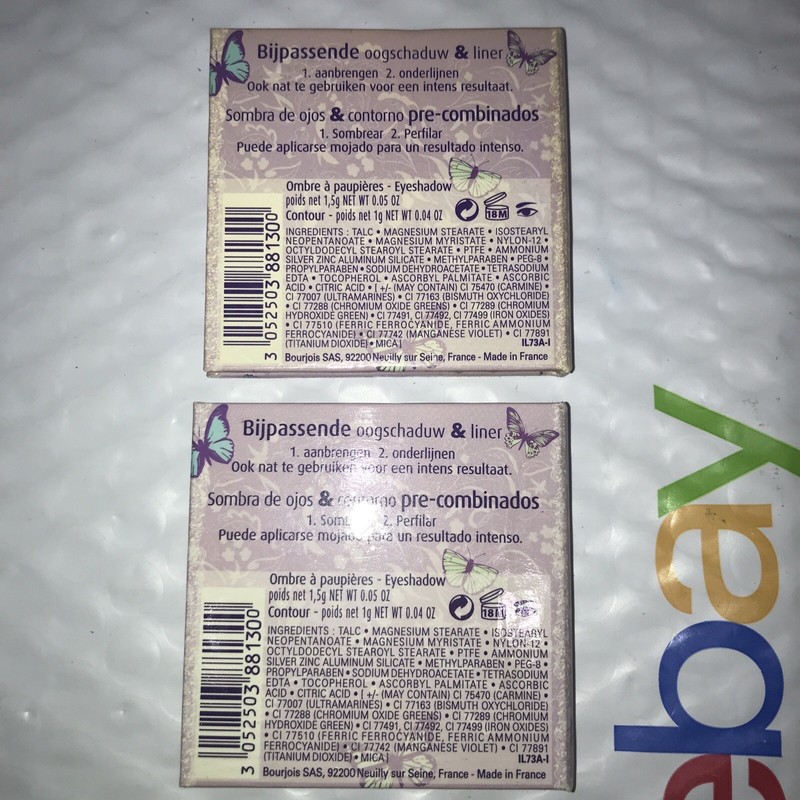 Bijpassende oogschaduw & liner
1. aanbrengen 2. onderlijnen
Ook nat te gebruiken voor een intens resultaat.
Sombra de ojos & contorno pre-combinados
1. Sombrear 2. Perfilar
Puede aplicarse mojado para un resultado intenso.
Ombre à paupières - Eyeshadow
poids net 1,5g NET WT 0.05 OZ
Contour - poids net 1g NET WT 0.04 OZ
18M
INGREDIENTS : TALC • MAGNESIUM STEARATE • ISOSTEARYL
NEOPENTANOATE • MAGNESIUM MYRISTATE • NYLON-12 •
OCTYLDODECYL STEAROYL STEARATE • PTFE • AMMONIUM
SILVER ZINC ALUMINUM SILICATE • METHYLPARABEN • PEG-8 •
PROPYLPARABEN • SODIUM DEHYDROACETATE • TETRASODIUM
EDTA • TOCOPHEROL • ASCORBYL PALMITATE • ASCORBIC
ACID • CITRIC ACID • [ +/- (MAY CONTAIN) CI 75470 (CARMINE) •
CI 77007 (ULTRAMARINES) • CI 77163 (BISMUTH OXYCHLORIDE)
• CI 77288 (CHROMIUM OXIDE GREENS) • CI 77289 (CHROMIUM
HYDROXIDE GREEN) • CI 77491, CI 77492, CI 77499 (IRON OXIDES)
• CI 77510 (FERRIC FERROCYANIDE, FERRIC AMMONIUM
FERROCYANIDE) • CI 77742 (MANGANÈSE VIOLET) • CI 77891
(TITANIUM DIOXIDE) • MICA ]
IL73A-I
3 052503 881300
Bourjois SAS, 92200 Neuilly sur Seine, France - Made in France
Bijpassende oogschaduw & liner
1. aanbrengen 2. onderlijnen
Ook nat te gebruiken voor een intens resultaat.
Sombra de ojos & contorno pre-combinados
1. Som 2. Perfilar
Puede aplicarse mojado para un resultado intenso.
Ombre à paupières - Eyeshadow
poids net 1,5g NET WT 0.05 OZ
Contour - poids net 1g NET WT 0.04 OZ
18M
INGREDIENTS : TALC • MAGNESIUM STEARATE • ISOSTEARYL
NEOPENTANOATE • MAGNESIUM MYRISTATE • NYLON-12 •
OCTYLDODECYL STEAROYL STEARATE • PTFE • AMMONIUM
SILVER ZINC ALUMINUM SILICATE • METHYLPARABEN • PEG-8 •
PROPYLPARABEN • SODIUM DEHYDROACETATE • TETRASODIUM
EDTA • TOCOPHEROL • ASCORBYL PALMITATE • ASCORBIC
ACID • CITRIC ACID • [ +/- (MAY CONTAIN) CI 75470 (CARMINE) •
CI 77007 (ULTRAMARINES) • CI 77163 (BISMUTH OXYCHLORIDE)
• CI 77288 (CHROMIUM OXIDE GREENS) • CI 77289 (CHROMIUM
HYDROXIDE GREEN) • CI 77491, CI 77492, CI 77499 (IRON OXIDES)
• CI 77510 (FERRIC FERROCYANIDE, FERRIC AMMONIUM
FERROCYANIDE) • CI 77742 (MANGANÈSE VIOLET) • CI 77891
(TITANIUM DIOXIDE) • MICA ]
IL73A-I
3 052503 881300
Bourjois SAS, 92200 Neuilly sur Seine, France - Made in France
ebay